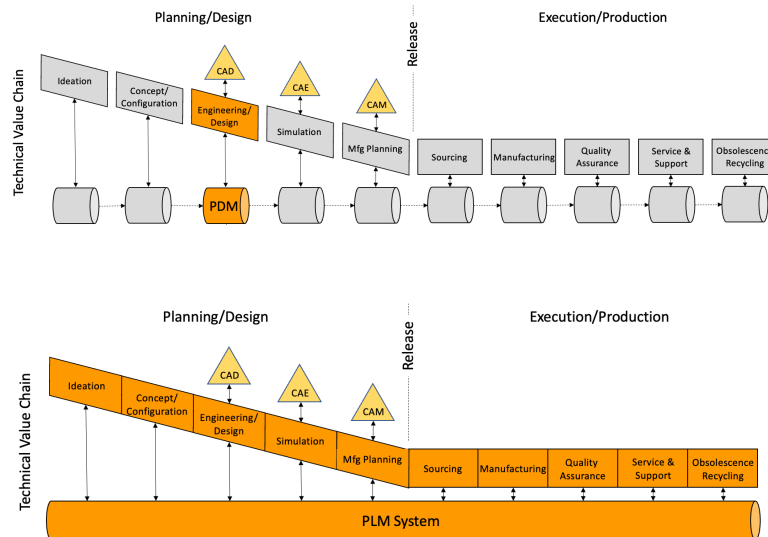 Planning/Design
Execution/Production
Release
Technical Value Chain
CAD
CAE
CAM
Ideation
Concept/
Configuration
Engineering/
Design
Simulation
Mfg Planning
Sourcing
Manufacturing
Quality
Assurance
Service &
Support
Obsolescence
Recycling
PDM
Planning/Design
Execution/Production
Release
Technical Value Chain
CAD
CAE
CAM
Ideation
Concept/
Configuration
Engineering/
Design
Simulation
Mfg Planning
Sourcing
Manufacturing
Quality
Assurance
Service &
Support
Obsolescence
Recycling
PLM System